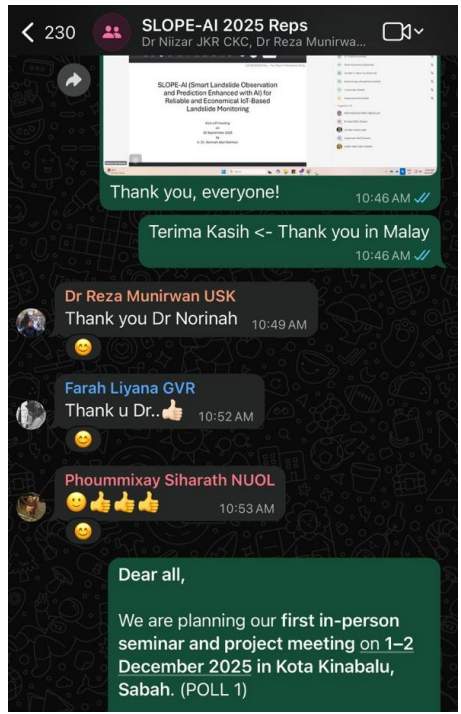 230
SLOPE-AI 2025 Reps
Dr Niizar JKR CKC, Dr Reza Munirwa...
SLOPE-AI (Smart Landslide Observation
and Prediction Enhanced with AI) for
Reliable and Economical IoT-Based
Landslide Monitoring
Thank you, everyone!
10:46 AM
Terima Kasih <- Thank you in Malay
10:46 AM
Dr Reza Munirwan USK
Thank you Dr Norinah 10:49 AM
😊
Farah Liyana GVR
Thank u Dr..👍🏻 10:52 AM
😊
Phoummixay Siharath NUOL
🙂👍👍👍 10:53 AM
😊
Dear all,
We are planning our first in-person
seminar and project meeting on 1–2
December 2025 in Kota Kinabalu,
Sabah. (POLL 1)